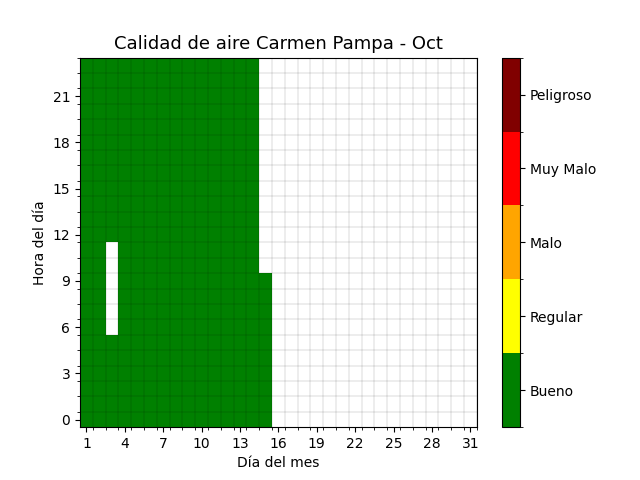 Calidad de aire Carmen Pampa - Oct
Hora del día
21
18
15
12
9
6
3
0
1 4 7 10 13 16 19 22 25 28 31
Día del mes
Peligroso
Muy Malo
Malo
Regular
Bueno